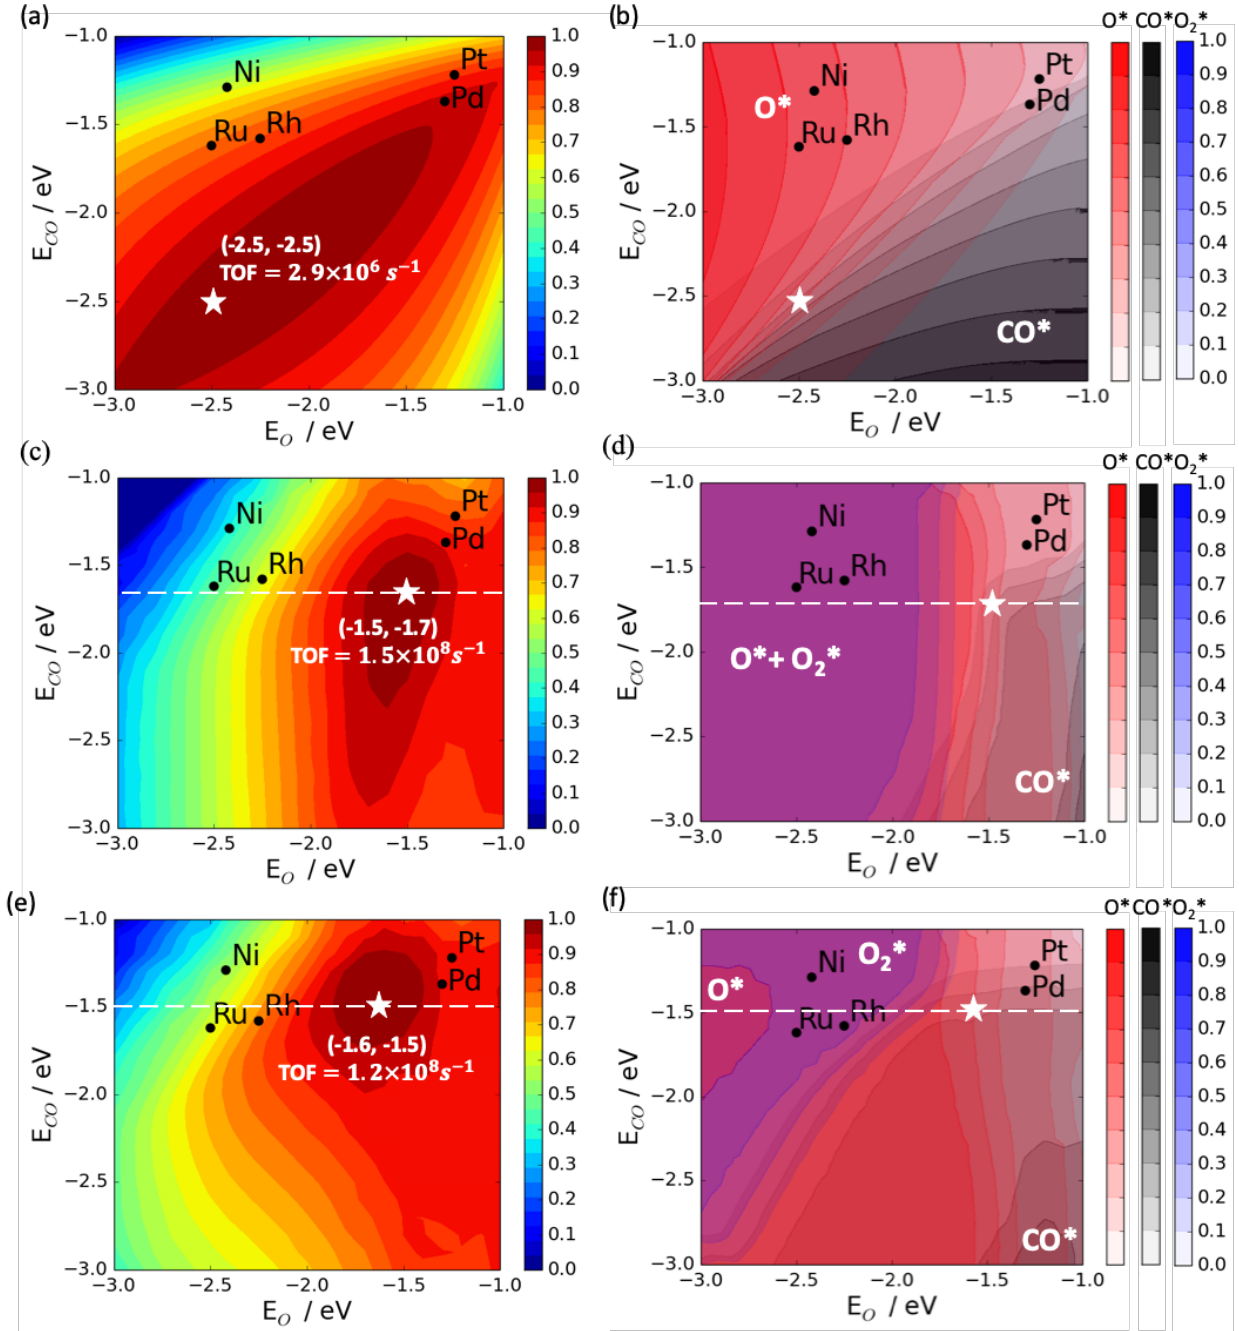 (a)
−1.0
−1.5
−2.0
−2.5
−3.0
E_CO / eV
Ni
Pt
Pd
Ru
Rh
(-2.5, -2.5)
TOF = 2.9×10⁶ s⁻¹
−3.0 −2.5 −2.0 −1.5 −1.0
E_O / eV
1.0
0.9
0.8
0.7
0.6
0.5
0.4
0.3
0.2
0.1
0.0
(b)
−1.0
−1.5
−2.0
−2.5
−3.0
E_CO / eV
Ni
Pt
O*
Pd
Ru
Rh
CO*
−3.0 −2.5 −2.0 −1.5 −1.0
E_O / eV
O* CO* O₂*
1.0
0.9
0.8
0.7
0.6
0.5
0.4
0.3
0.2
0.1
0.0
(c)
−1.0
−1.5
−2.0
−2.5
−3.0
E_CO / eV
Ni
Pt
Pd
Ru
Rh
(-1.5, -1.7)
TOF = 1.5×10⁸s⁻¹
−3.0 −2.5 −2.0 −1.5 −1.0
E_O / eV
1.0
0.9
0.8
0.7
0.6
0.5
0.4
0.3
0.2
0.1
0.0
(d)
−1.0
−1.5
−2.0
−2.5
−3.0
E_CO / eV
Ni
Pt
Pd
Ru
Rh
O*+ O₂*
CO*
−3.0 −2.5 −2.0 −1.5 −1.0
E_O / eV
O* CO* O₂*
1.0
0.9
0.8
0.7
0.6
0.5
0.4
0.3
0.2
0.1
0.0
(e)
−1.0
−1.5
−2.0
−2.5
−3.0
E_CO / eV
Ni
Pt
Pd
Ru
Rh
(-1.6, -1.5)
TOF = 1.2×10⁸s⁻¹
−3.0 −2.5 −2.0 −1.5 −1.0
E_O / eV
1.0
0.9
0.8
0.7
0.6
0.5
0.4
0.3
0.2
0.1
0.0
(f)
−1.0
−1.5
−2.0
−2.5
−3.0
E_CO / eV
O₂*
Ni
Pt
O*
Pd
Ru
Rh
CO*
−3.0 −2.5 −2.0 −1.5 −1.0
E_O / eV
O* CO* O₂*
1.0
0.9
0.8
0.7
0.6
0.5
0.4
0.3
0.2
0.1
0.0